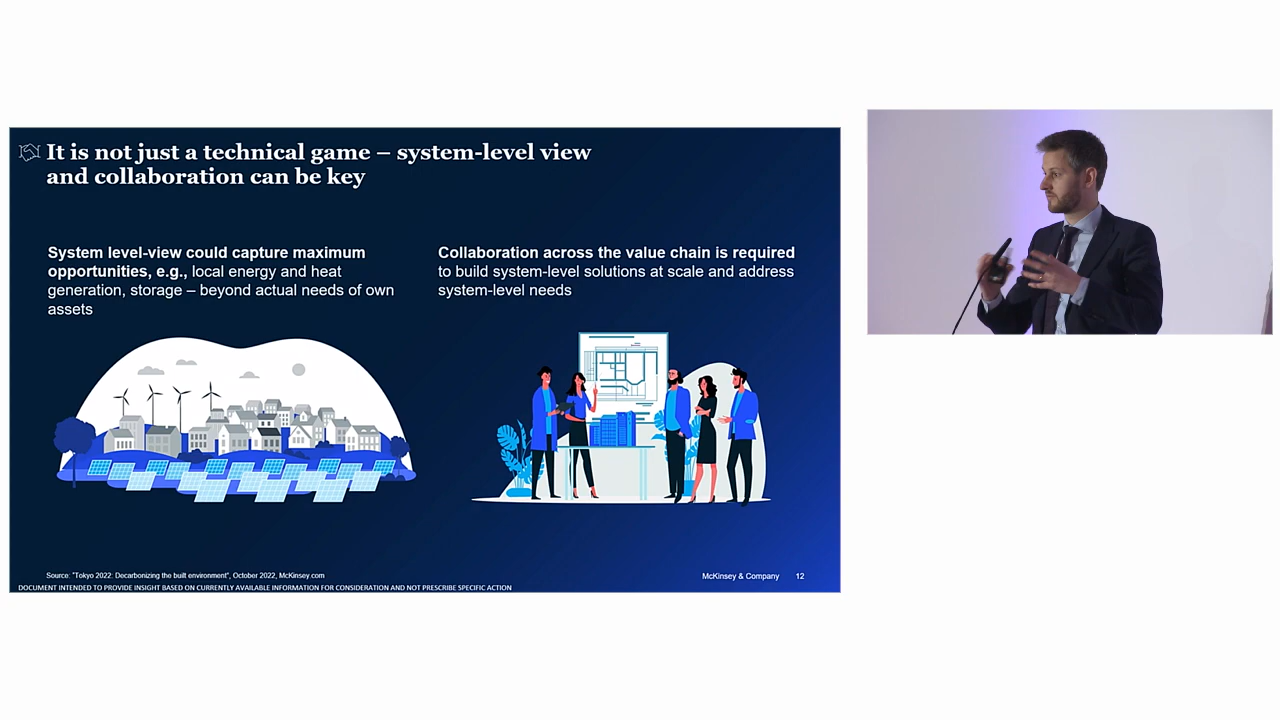 It is not just a technical game – system-level view
and collaboration can be key
System level-view could capture maximum
opportunities, e.g., local energy and heat
generation, storage – beyond actual needs of own
assets
Collaboration across the value chain is required
to build system-level solutions at scale and address
system-level needs
Source: "Tokyo 2022: Decarbonizing the built environment", October 2022, McKinsey.com
McKinsey & Company 12
DOCUMENT INTENDED TO PROVIDE INSIGHT BASED ON CURRENTLY AVAILABLE INFORMATION FOR CONSIDERATION AND NOT PRESCRIBE SPECIFIC ACTION